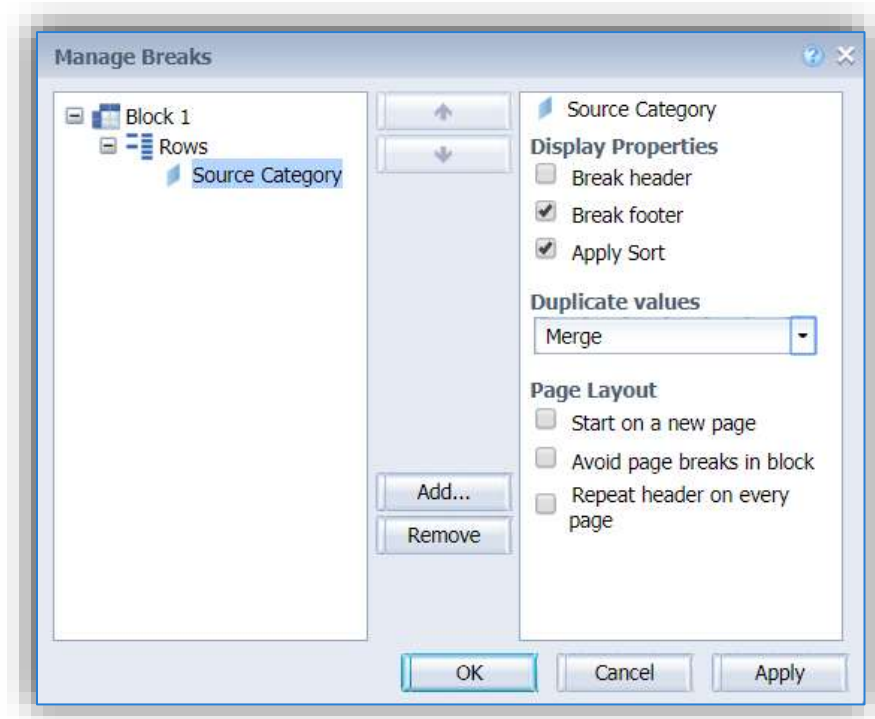 Manage Breaks
Block 1
Rows
Source Category
Add...
Remove
Source Category
Display Properties
Break header
Break footer
Apply Sort
Duplicate values
Merge
Page Layout
Start on a new page
Avoid page breaks in block
Repeat header on every
page
OK
Cancel
Apply